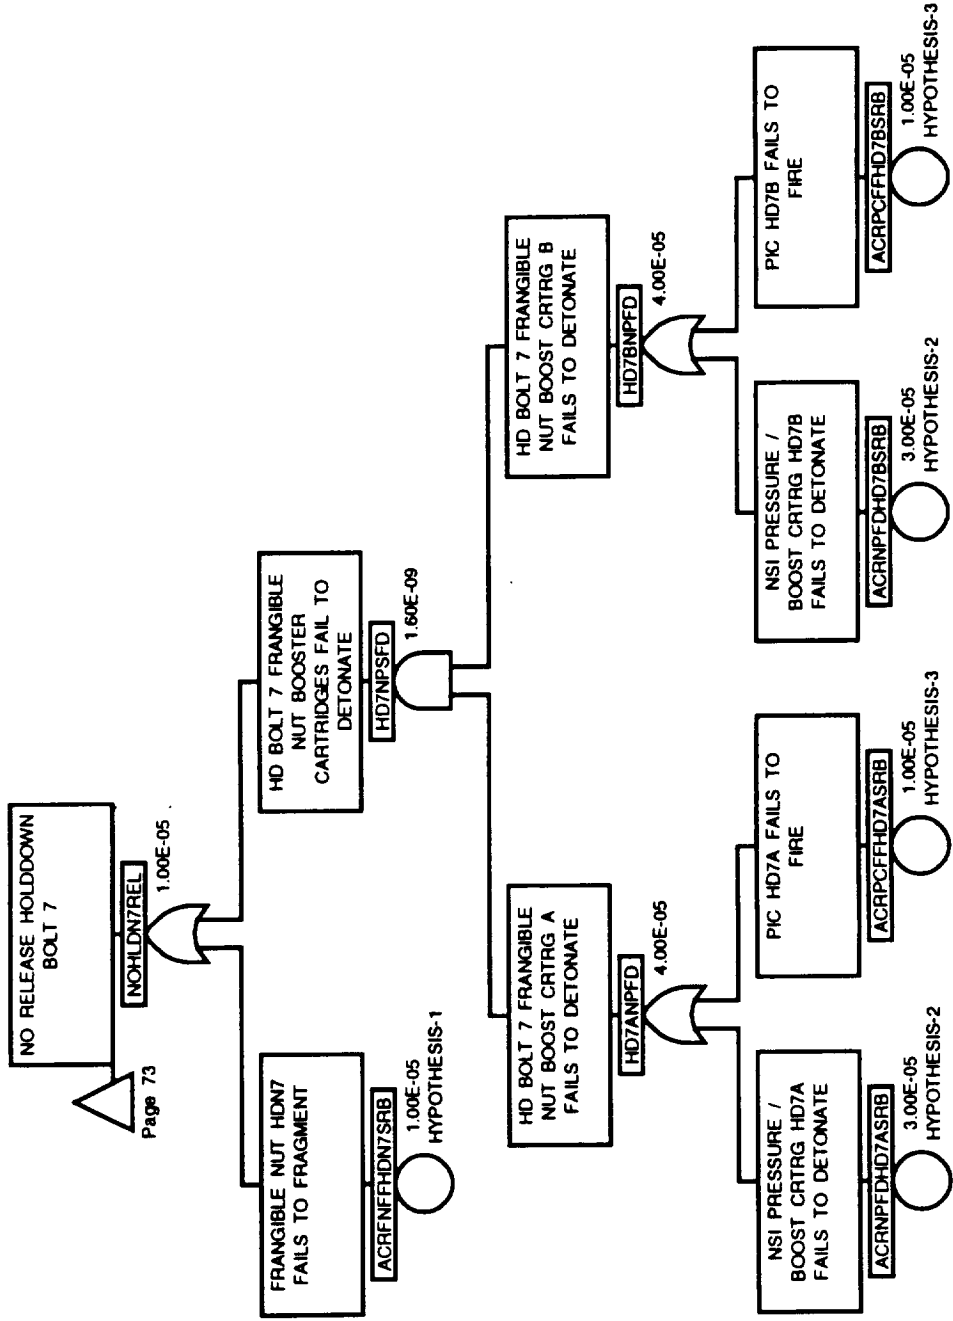 NO RELEASE HOLDDOWN
BOLT 7
NOHLDN7REL
1.00E-05
Page 73
FRANGIBLE NUT HDN7
FAILS TO FRAGMENT
ACRFNFFHDN7SRB
1.00E-05
HYPOTHESIS-1
HD BOLT 7 FRANGIBLE
NUT BOOSTER
CARTRIDGES FAIL TO
DETONATE
HD7NPSFD
1.60E-09
HD BOLT 7 FRANGIBLE
NUT BOOST CRTRG A
FAILS TO DETONATE
HD7ANPFD
4.00E-05
HD BOLT 7 FRANGIBLE
NUT BOOST CRTRG B
FAILS TO DETONATE
HD7BNPFD
4.00E-05
NSI PRESSURE /
BOOST CRTRG HD7A
FAILS TO DETONATE
ACRNPFDHD7ASRB
3.00E-05
HYPOTHESIS-2
PIC HD7A FAILS TO
FIRE
ACRPCFFHD7ASRB
1.00E-05
HYPOTHESIS-3
NSI PRESSURE /
BOOST CRTRG HD7B
FAILS TO DETONATE
ACRNPFDHD7BSRB
3.00E-05
HYPOTHESIS-2
PIC HD7B FAILS TO
FIRE
ACRPCFFHD7BSRB
1.00E-05
HYPOTHESIS-3